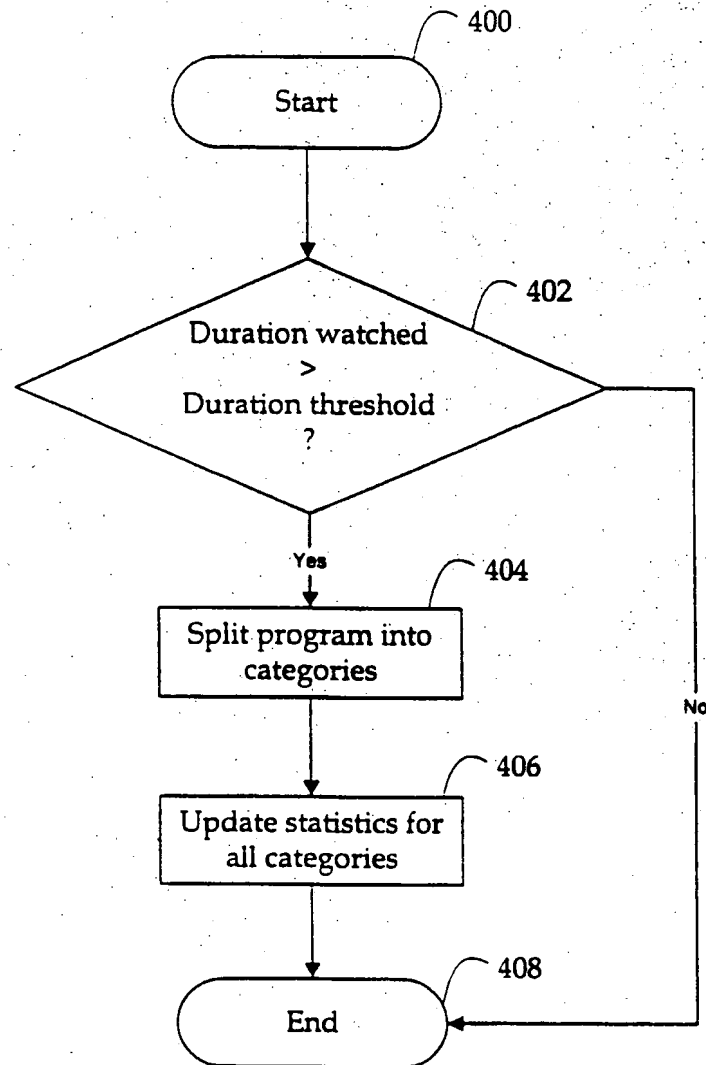 400
Start
402
Duration watched
>
Duration threshold
?
Yes
404
Split program into
categories
No
406
Update statistics for
all categories
408
End